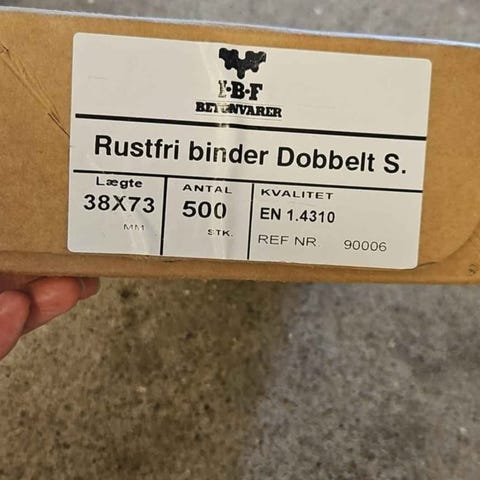 I·B·F
BETONVARER
Rustfri binder Dobbelt S.
Lægte
38X73
MM
ANTAL
500
STK.
KVALITET
EN 1.4310
REF NR. 90006